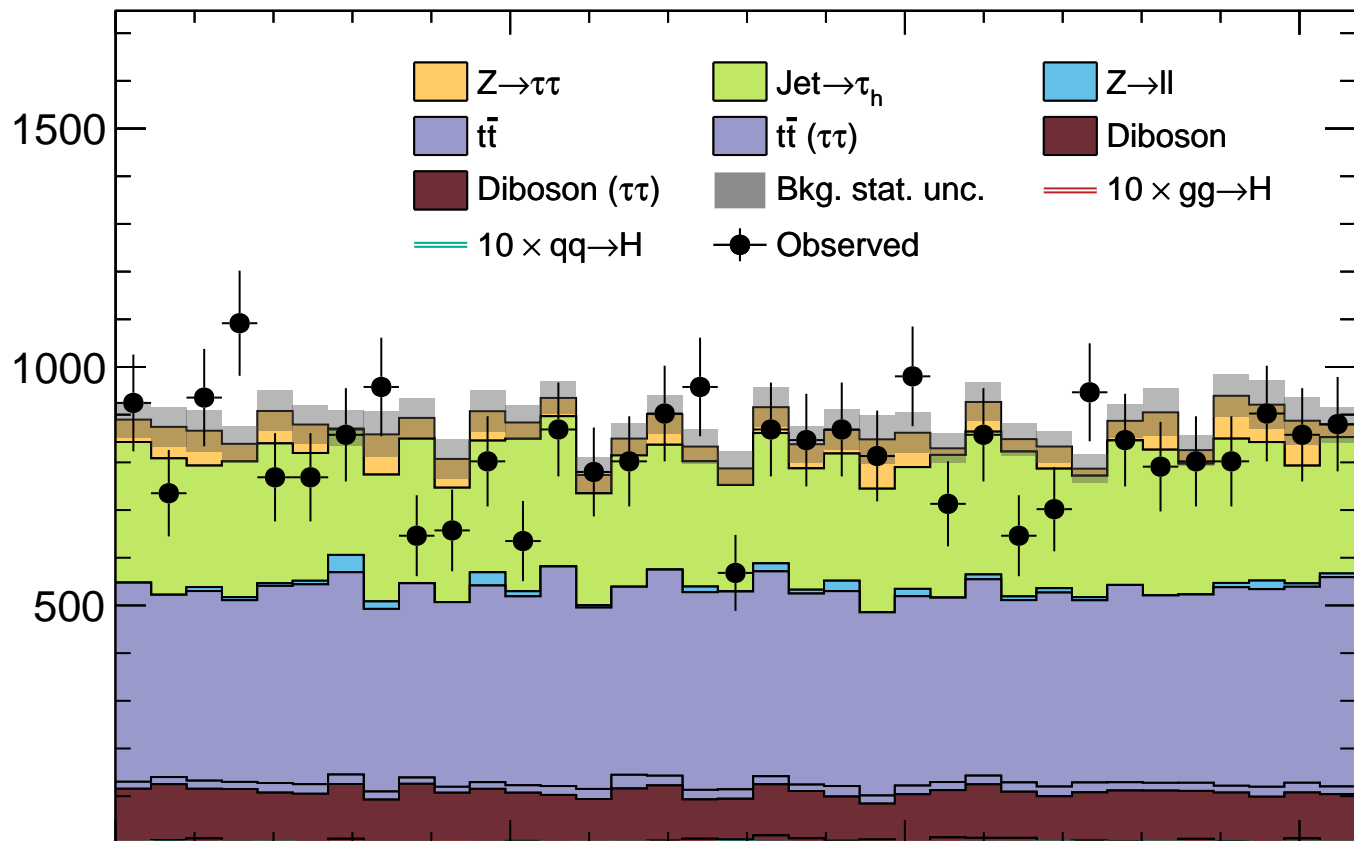 Z→ττ Jet→τₕ Z→ll
1500
tt̄ tt̄ (ττ) Diboson
Diboson (ττ) Bkg. stat. unc. 10 × gg→H
10 × qq→H Observed
1000
500